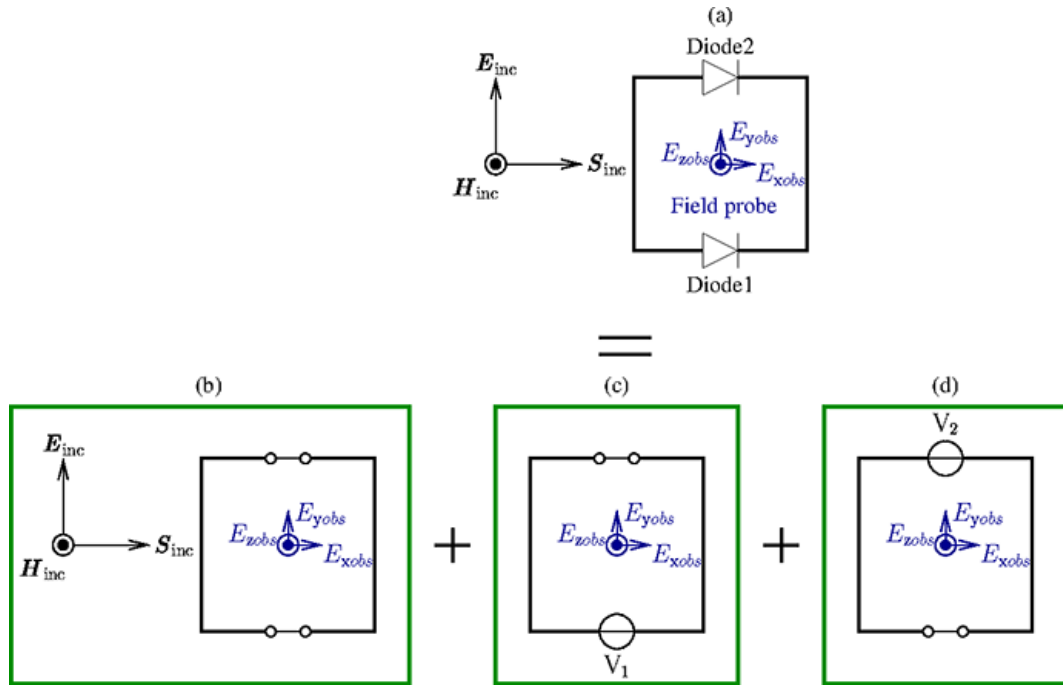 (a)
Diode2
E_inc
S_inc
H_inc
E_yobs
E_zobs
E_xobs
Field probe
Diode1
=
(b)
E_inc
S_inc
H_inc
E_yobs
E_zobs
E_xobs
+
(c)
E_yobs
E_zobs
E_xobs
V_1
+
(d)
V_2
E_yobs
E_zobs
E_xobs